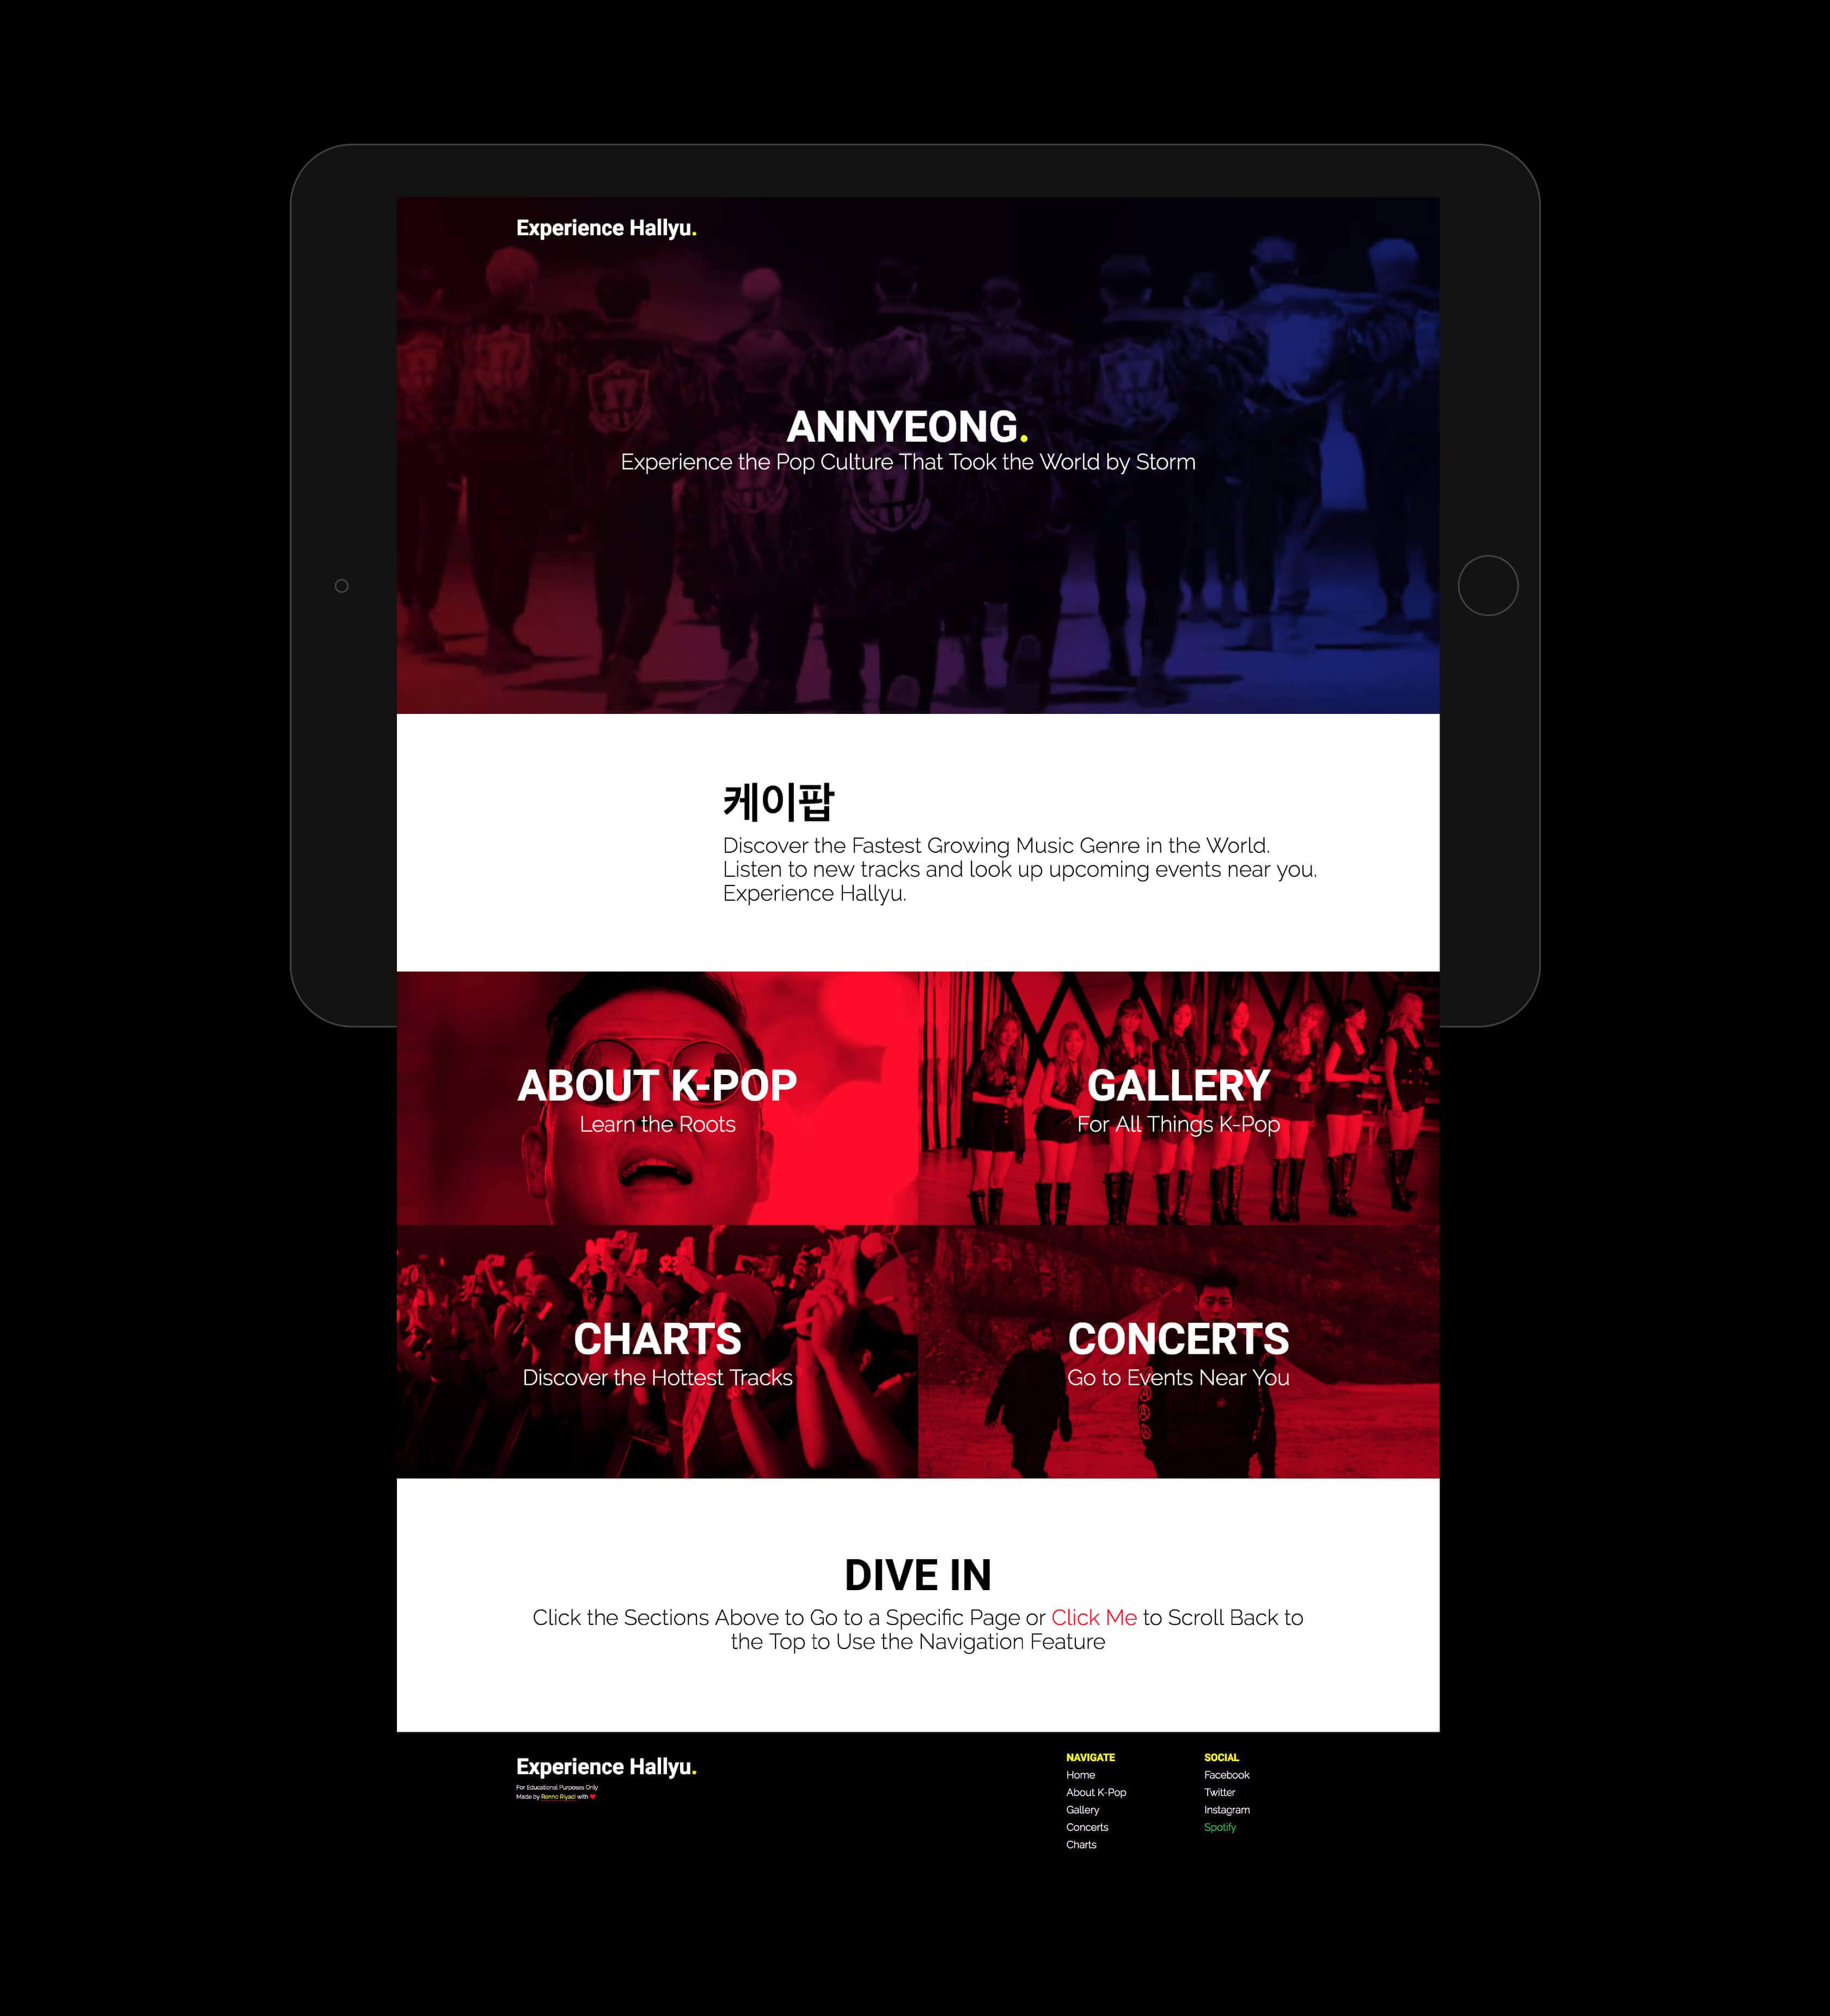 Experience Hallyu.
ANNYEONG.
Experience the Pop Culture That Took the World by Storm
케이팝
Discover the Fastest Growing Music Genre in the World.
Listen to new tracks and look up upcoming events near you.
Experience Hallyu.
ABOUT K-POP
Learn the Roots
GALLERY
For All Things K-Pop
CHARTS
Discover the Hottest Tracks
CONCERTS
Go to Events Near You
DIVE IN
Click the Sections Above to Go to a Specific Page or Click Me to Scroll Back to
the Top to Use the Navigation Feature
Experience Hallyu.
For Educational Purposes Only
Made by Renno Riyadi with ❤
NAVIGATE
Home
About K-Pop
Gallery
Concerts
Charts
SOCIAL
Facebook
Twitter
Instagram
Spotify
17
17
17
17